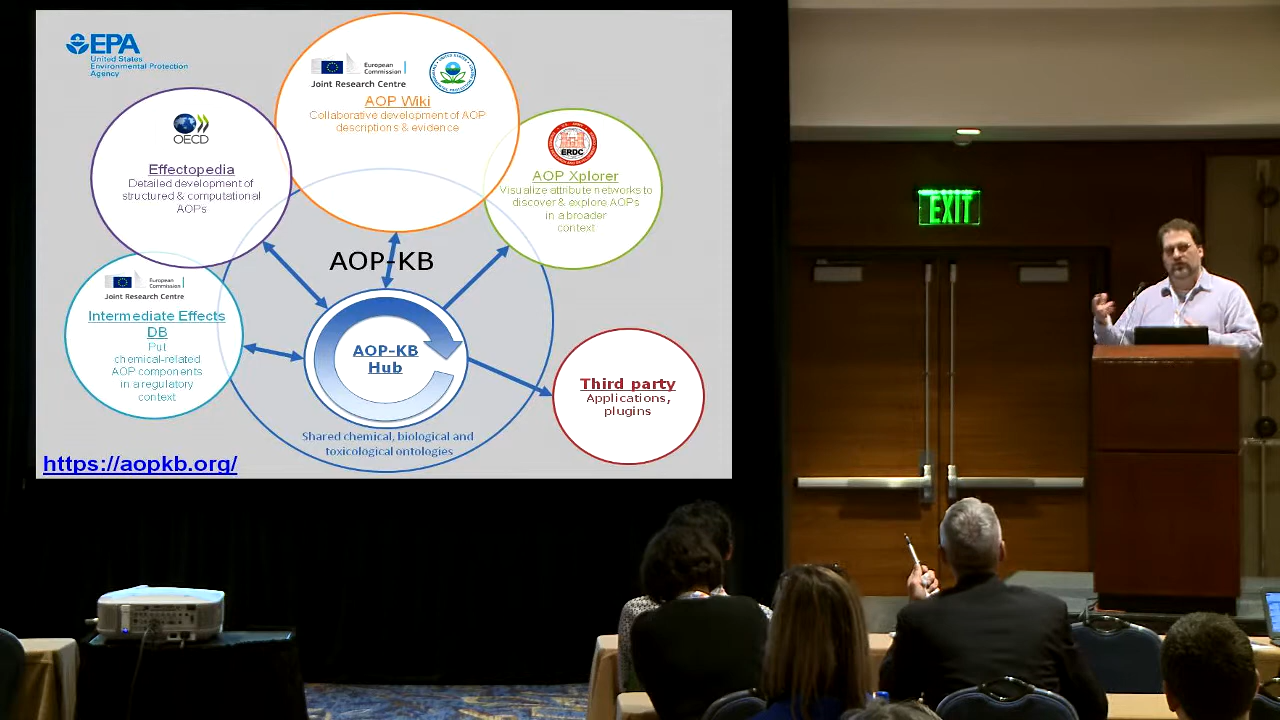 EPA
United States
Environmental Protection
Agency
European
Commission
Joint Research Centre
AOP Wiki
Collaborative development of AOP
descriptions & evidence
OECD
Effectopedia
Detailed development of
structured & computational
AOPs
ERDC
AOP Xplorer
Visualize attribute networks to
discover & explore AOPs
in a broader
context
AOP-KB
European
Commission
Joint Research Centre
Intermediate Effects
DB
Put
chemical-related
AOP components
in a regulatory
context
AOP-KB
Hub
Third party
Applications,
plugins
Shared chemical, biological and
toxicological ontologies
https://aopkb.org/
EXIT